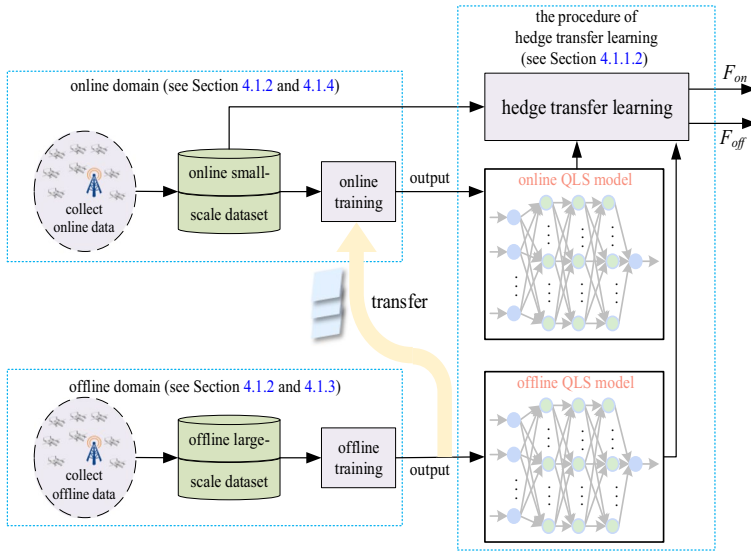 the procedure of
hedge transfer learning
(see Section 4.1.1.2)
online domain (see Section 4.1.2 and 4.1.4)
hedge transfer learning
F_on
F_off
collect
online data
online small-
scale dataset
online
training
output
online QLS model
transfer
offline domain (see Section 4.1.2 and 4.1.3)
collect
offline data
offline large-
scale dataset
offline
training
output
offline QLS model